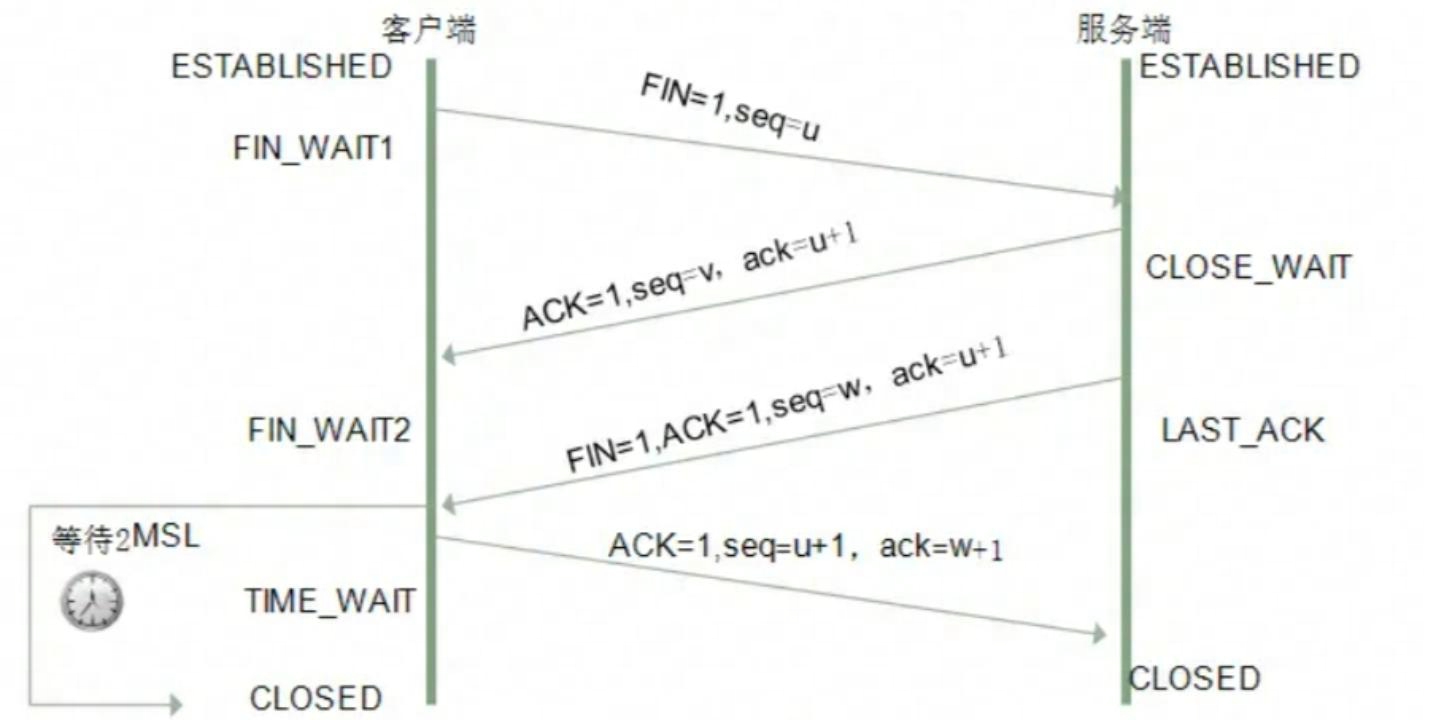 客户端
服务端
ESTABLISHED
ESTABLISHED
FIN=1,seq=u
FIN_WAIT1
ACK=1,seq=v，ack=u+1
CLOSE_WAIT
FIN=1,ACK=1,seq=w，ack=u+1
FIN_WAIT2
LAST_ACK
等待2MSL
ACK=1,seq=u+1，ack=w+1
TIME_WAIT
CLOSED
CLOSED